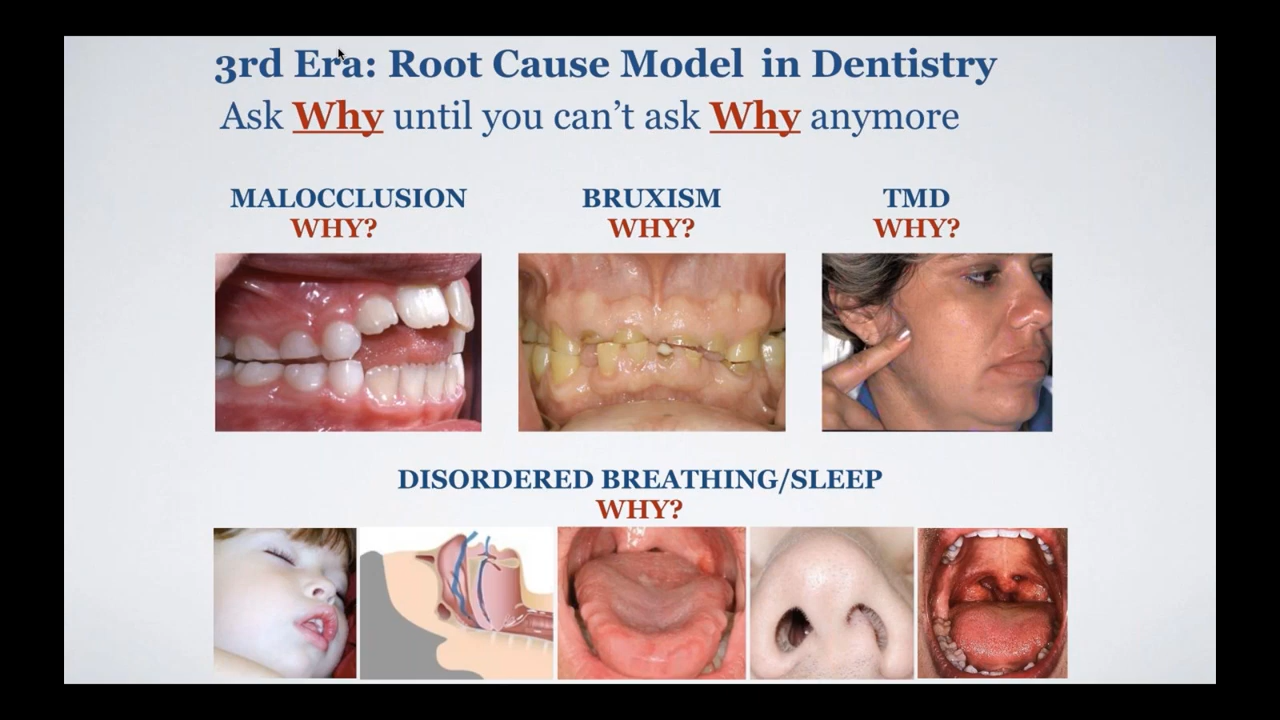 3rd Era: Root Cause Model in Dentistry
Ask Why until you can’t ask Why anymore
MALOCCLUSION
WHY?
BRUXISM
WHY?
TMD
WHY?
DISORDERED BREATHING/SLEEP
WHY?